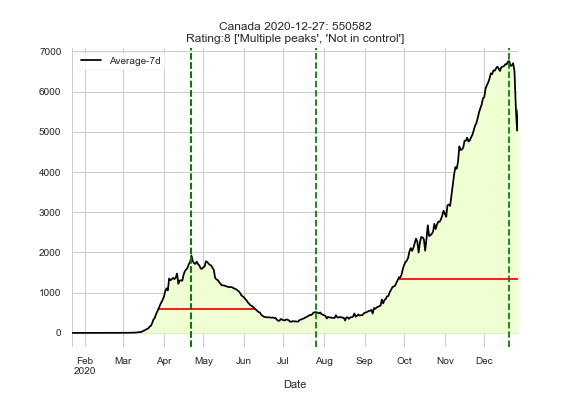 Canada 2020-12-27: 550582
Rating:8 ['Multiple peaks', 'Not in control']
Average-7d
7000
6000
5000
4000
3000
2000
1000
0
Feb Mar Apr May Jun Jul Aug Sep Oct Nov Dec
2020
Date